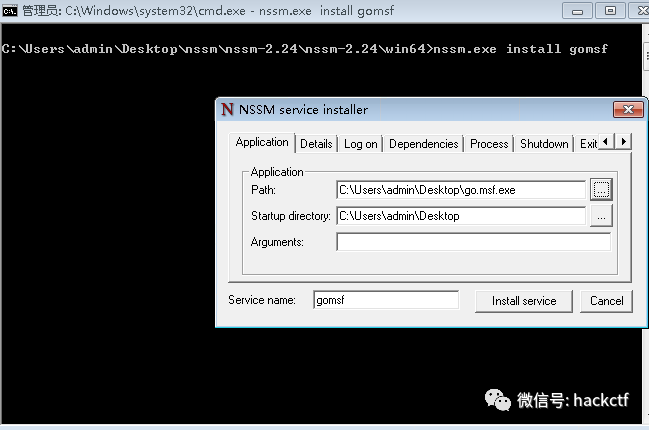 管理员: C:\Windows\system32\cmd.exe - nssm.exe  install gomsf
C:\Users\admin\Desktop\nssm\nssm-2.24\nssm-2.24\win64>nssm.exe install gomsf
NSSM service installer
Application Details Log on Dependencies Process Shutdown Exit
Application
Path: C:\Users\admin\Desktop\go.msf.exe ...
Startup directory: C:\Users\admin\Desktop ...
Arguments:
Service name: gomsf Install service Cancel
微信号: hackctf